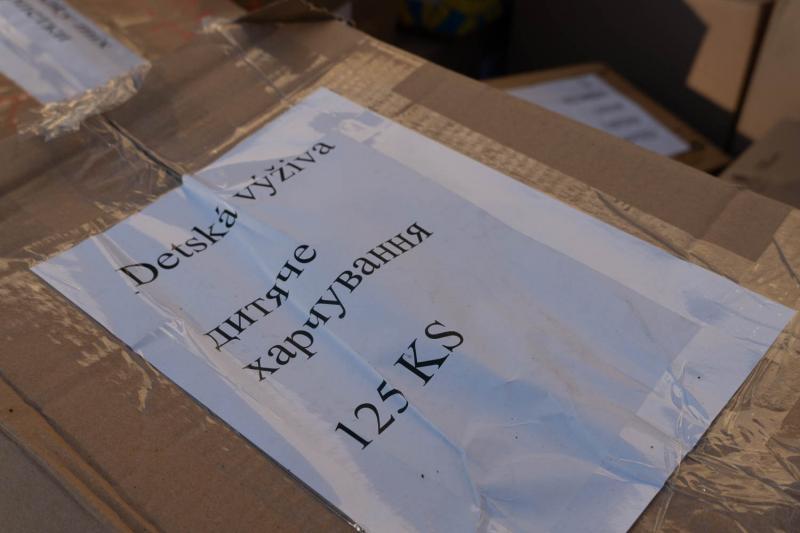 Detská výživa
дитяче
харчування
125 KS